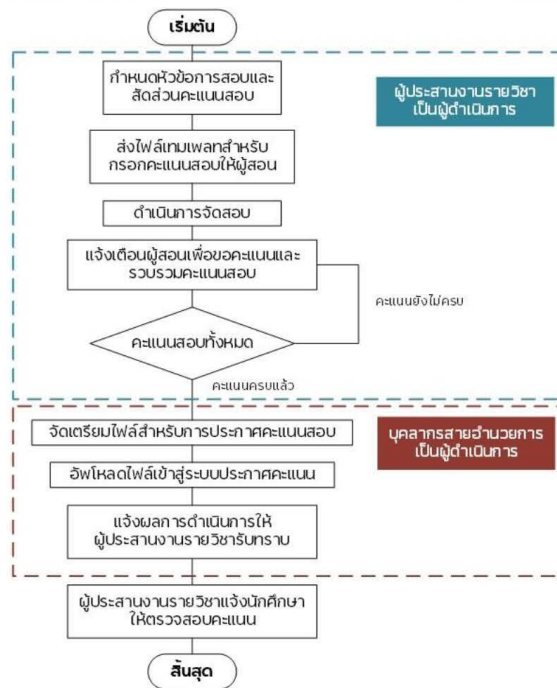 เริ่มต้น
กำหนดหัวข้อการสอบและ
สัดส่วนคะแนนสอบ
ผู้ประสานงานรายวิชา
เป็นผู้ดำเนินการ
ส่งไฟล์เทมเพลทสำหรับ
กรอกคะแนนสอบให้ผู้สอน
ดำเนินการจัดสอบ
แจ้งเตือนผู้สอนเพื่อขอคะแนนและ
รวบรวมคะแนนสอบ
คะแนนยังไม่ครบ
คะแนนสอบทั้งหมด
คะแนนครบแล้ว
จัดเตรียมไฟล์สำหรับการประกาศคะแนนสอบ
บุคลากรสายอำนวยการ
เป็นผู้ดำเนินการ
อัพโหลดไฟล์เข้าสู่ระบบประกาศคะแนน
แจ้งผลการดำเนินการให้
ผู้ประสานงานรายวิชารับทราบ
ผู้ประสานงานรายวิชาแจ้งนักศึกษา
ให้ตรวจสอบคะแนน
สิ้นสุด